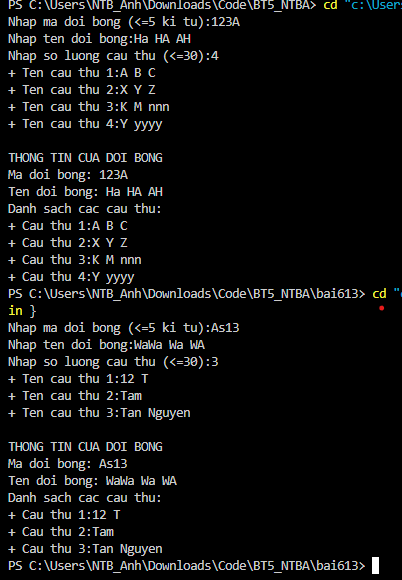 PS C:\Users\NTB_Anh\Downloads\Code\BT5_NTBA> cd "c:\Users
Nhap ma doi bong (<=5 ki tu):123A
Nhap ten doi bong:Ha HA AH
Nhap so luong cau thu (<=30):4
+ Ten cau thu 1:A B C
+ Ten cau thu 2:X Y Z
+ Ten cau thu 3:K M nnn
+ Ten cau thu 4:Y yyyy
THONG TIN CUA DOI BONG
Ma doi bong: 123A
Ten doi bong: Ha HA AH
Danh sach cac cau thu:
+ Cau thu 1:A B C
+ Cau thu 2:X Y Z
+ Cau thu 3:K M nnn
+ Cau thu 4:Y yyyy
PS C:\Users\NTB_Anh\Downloads\Code\BT5_NTBA\bai613> cd "
in }
Nhap ma doi bong (<=5 ki tu):As13
Nhap ten doi bong:WaWa Wa WA
Nhap so luong cau thu (<=30):3
+ Ten cau thu 1:12 T
+ Ten cau thu 2:Tam
+ Ten cau thu 3:Tan Nguyen
THONG TIN CUA DOI BONG
Ma doi bong: As13
Ten doi bong: WaWa Wa WA
Danh sach cac cau thu:
+ Cau thu 1:12 T
+ Cau thu 2:Tam
+ Cau thu 3:Tan Nguyen
PS C:\Users\NTB_Anh\Downloads\Code\BT5_NTBA\bai613>